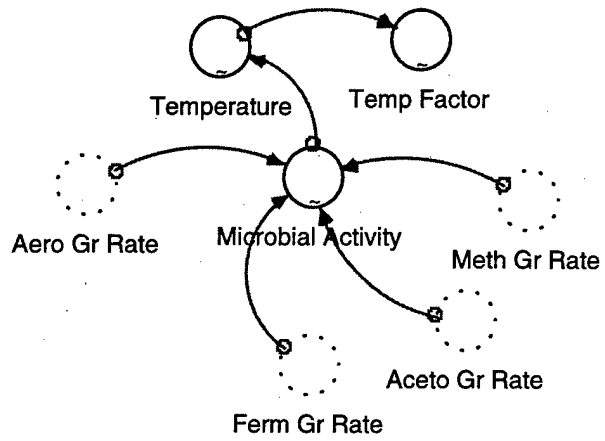 Temperature
Temp Factor
Aero Gr Rate
Microbial Activity
Meth Gr Rate
Aceto Gr Rate
Ferm Gr Rate